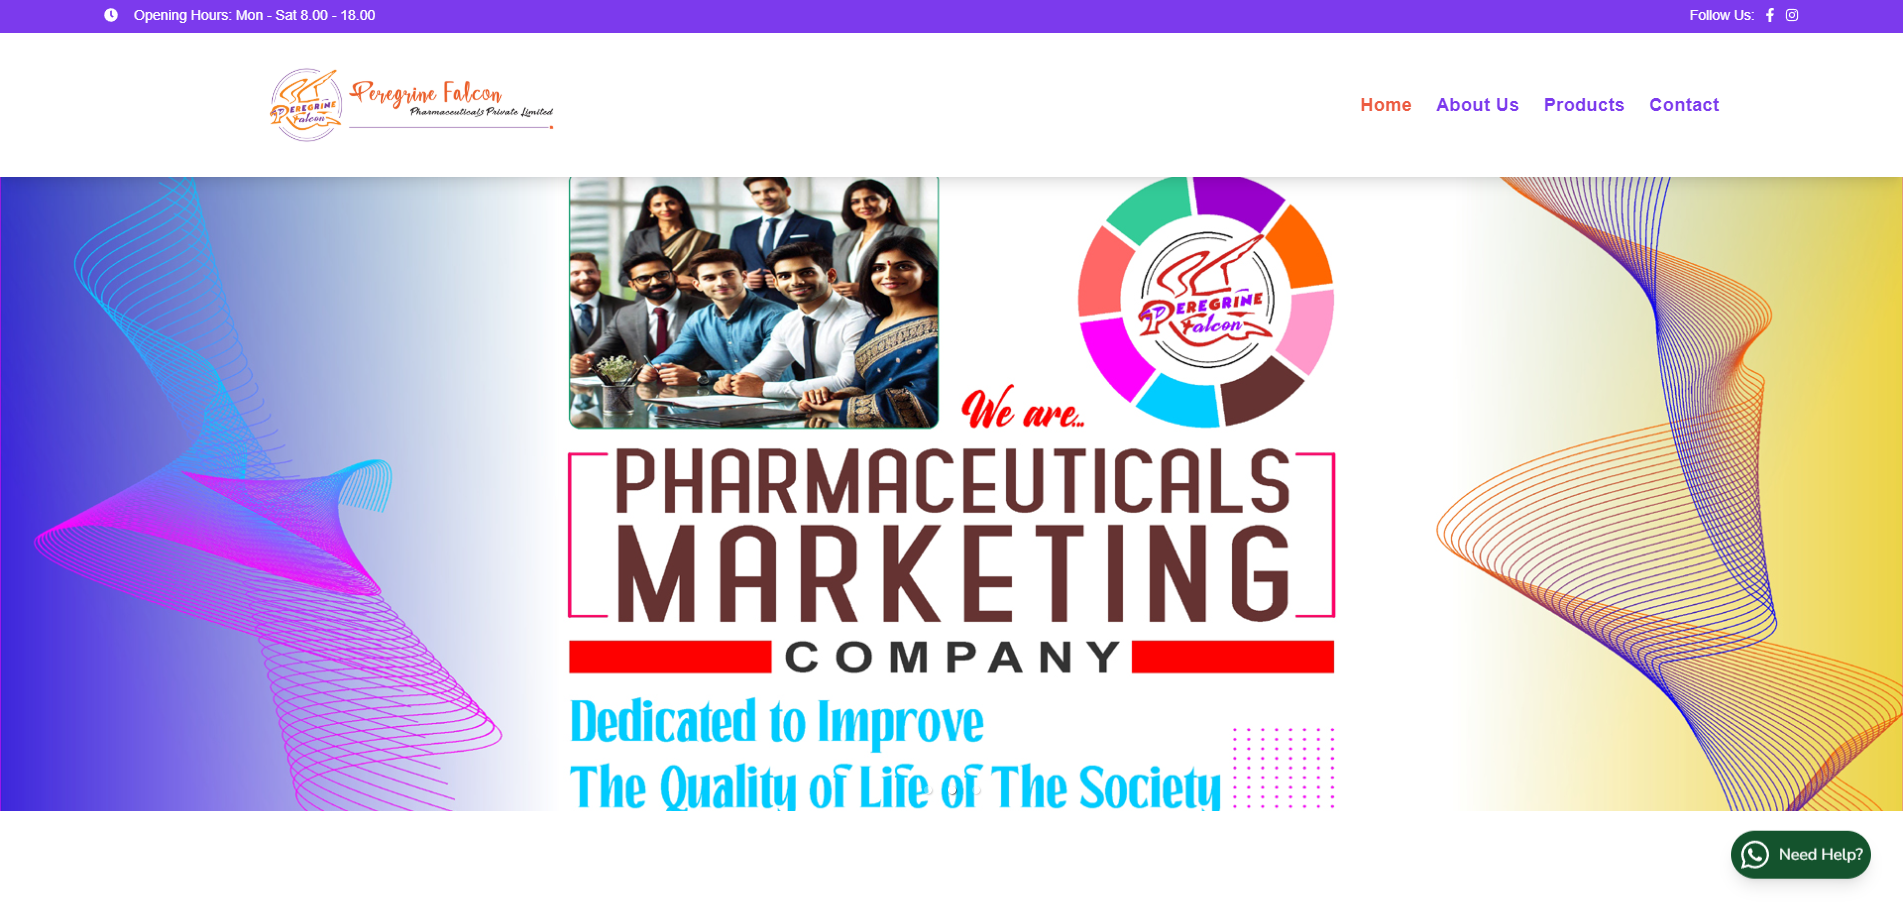 Opening Hours: Mon - Sat 8.00 - 18.00
Follow Us:
PEREGRINE
Falcon
Peregrine Falcon
Pharmaceuticals Private Limited
Home
About Us
Products
Contact
PEREGRINE
Falcon
We are...
PHARMACEUTICALS
MARKETING
COMPANY
Dedicated to Improve
The Quality of Life of The Society
Need Help?